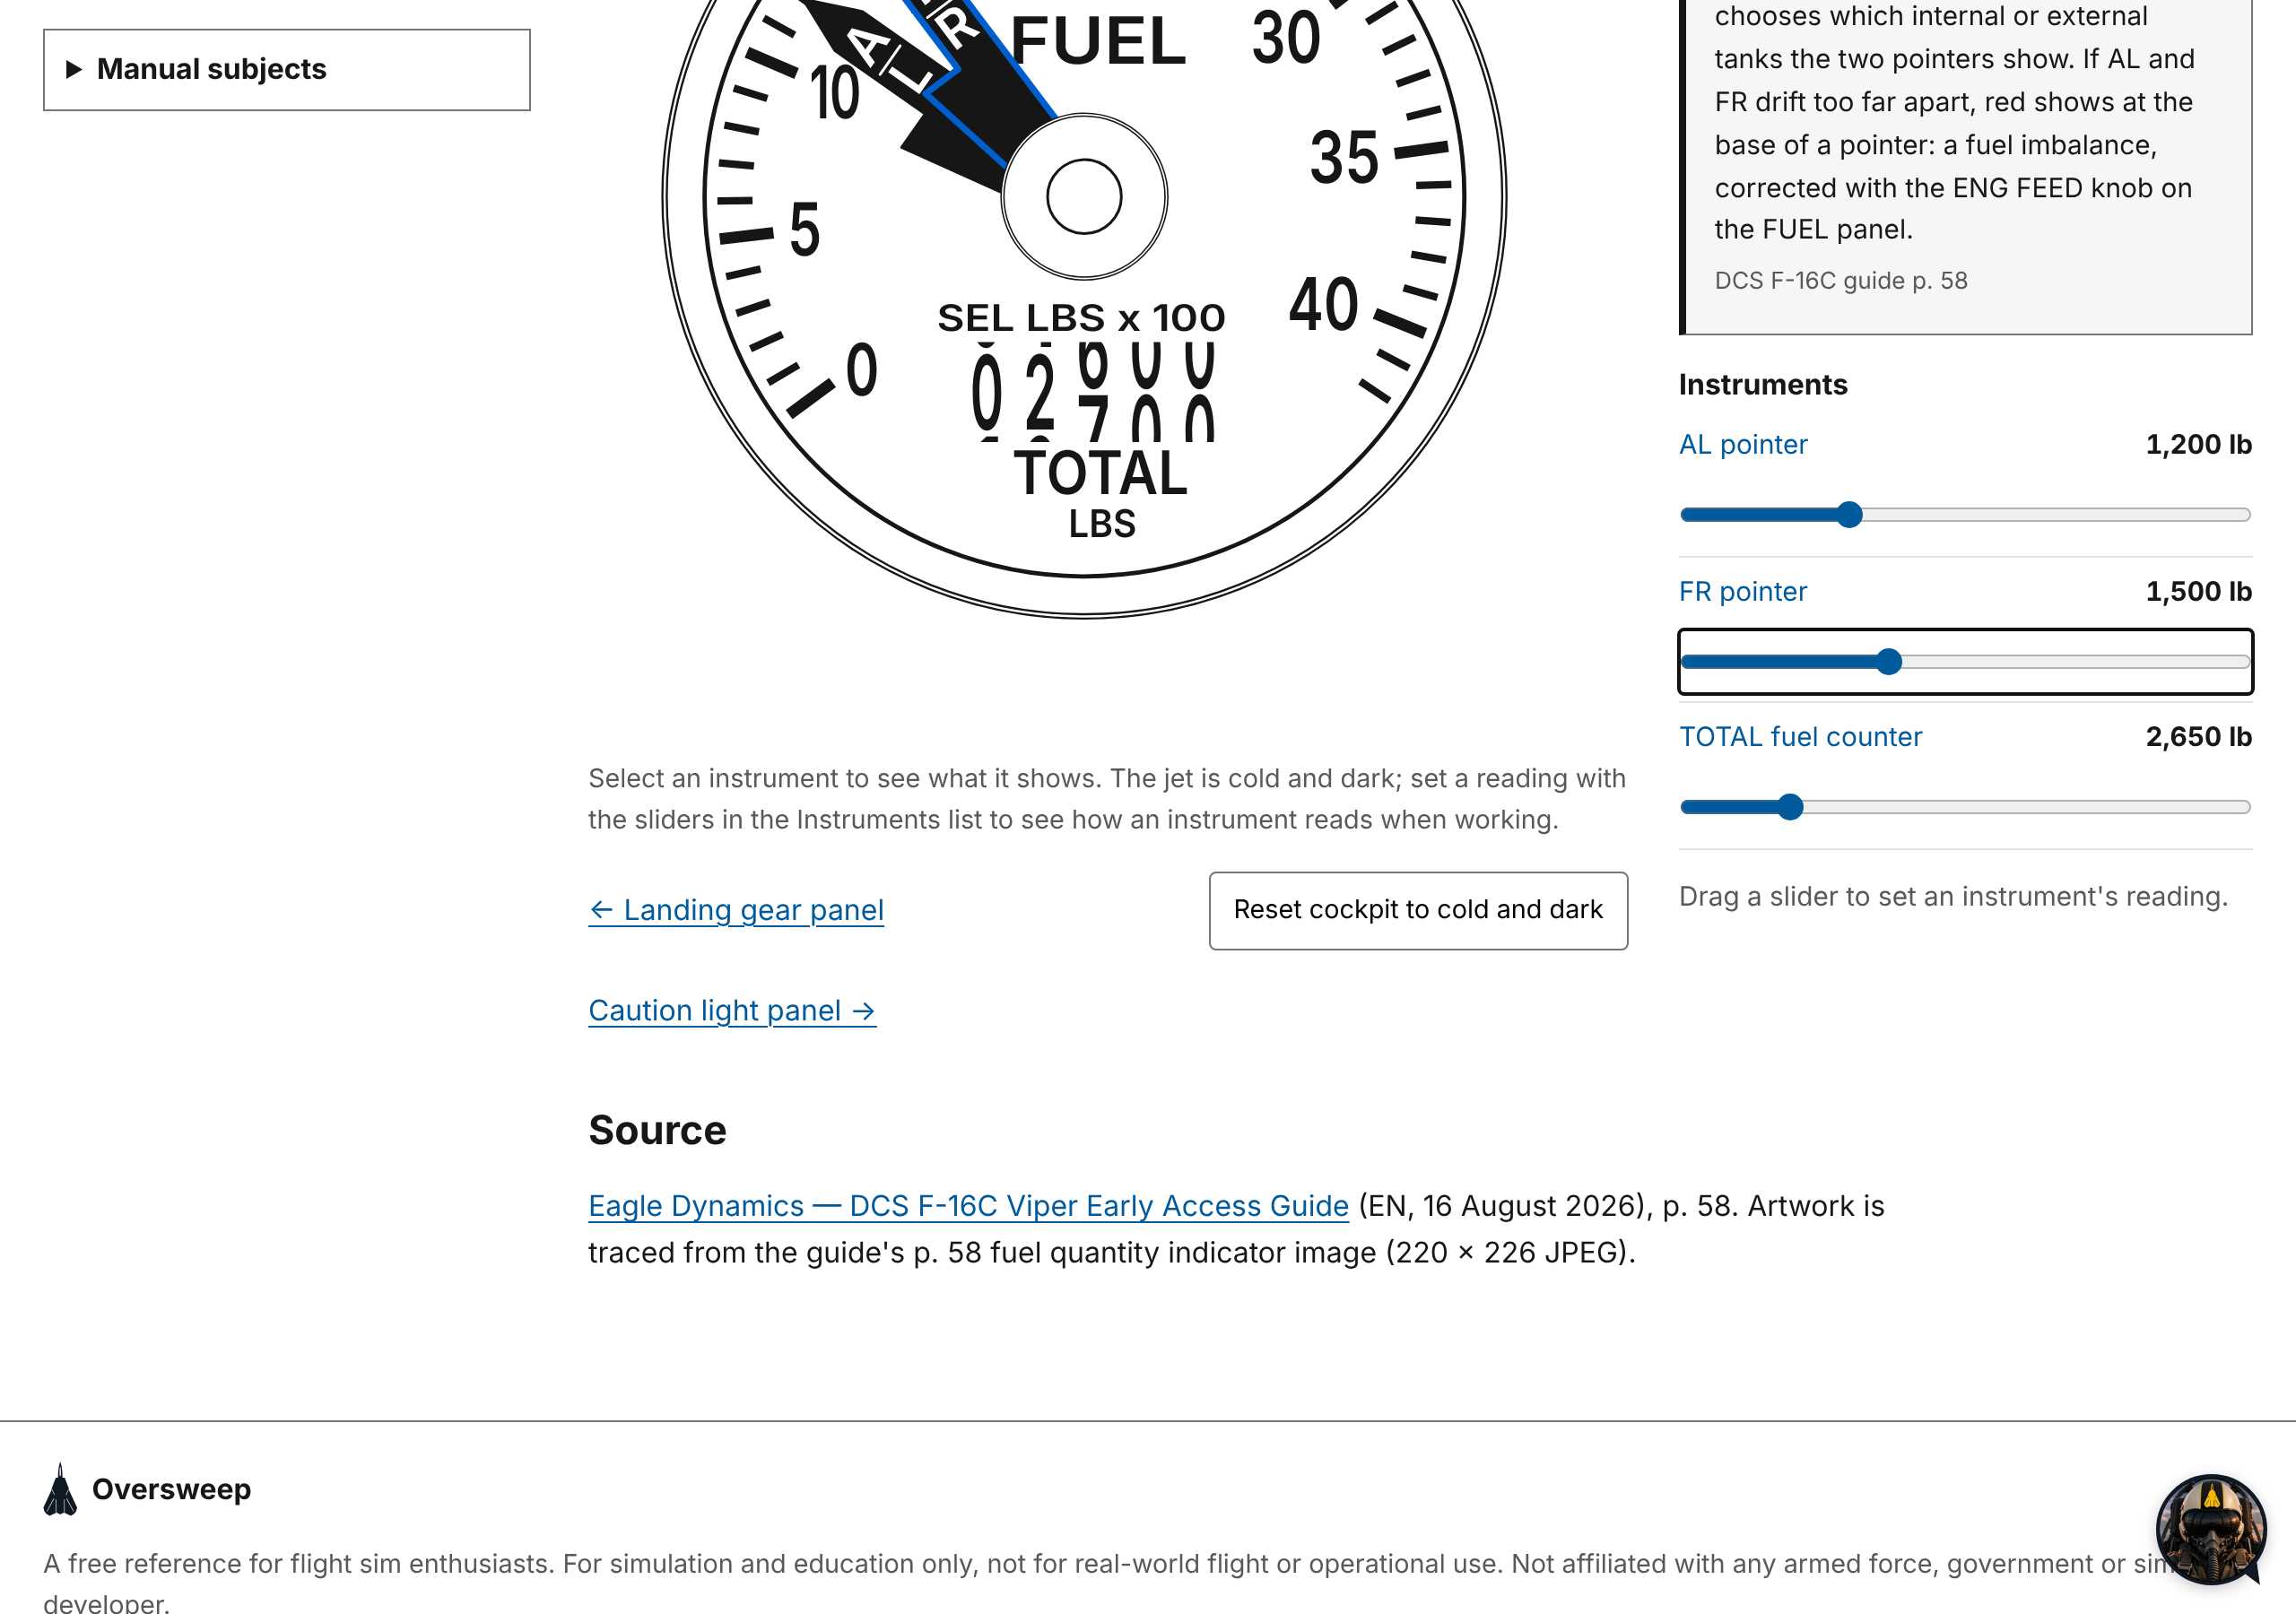 ▶ Manual subjects
A
L
R
FUEL
10
5
0
30
35
40
SEL LBS x 100
0 2 6 0 0
7 0 0
TOTAL
LBS
Select an instrument to see what it shows. The jet is cold and dark; set a reading with
the sliders in the Instruments list to see how an instrument reads when working.
← Landing gear panel
Reset cockpit to cold and dark
Caution light panel →
chooses which internal or external
tanks the two pointers show. If AL and
FR drift too far apart, red shows at the
base of a pointer: a fuel imbalance,
corrected with the ENG FEED knob on
the FUEL panel.
DCS F-16C guide p. 58
Instruments
AL pointer 1,200 lb
FR pointer 1,500 lb
TOTAL fuel counter 2,650 lb
Drag a slider to set an instrument's reading.
Source
Eagle Dynamics — DCS F-16C Viper Early Access Guide (EN, 16 August 2026), p. 58. Artwork is
traced from the guide's p. 58 fuel quantity indicator image (220 × 226 JPEG).
Oversweep
A free reference for flight sim enthusiasts. For simulation and education only, not for real-world flight or operational use. Not affiliated with any armed force, government or
developer.